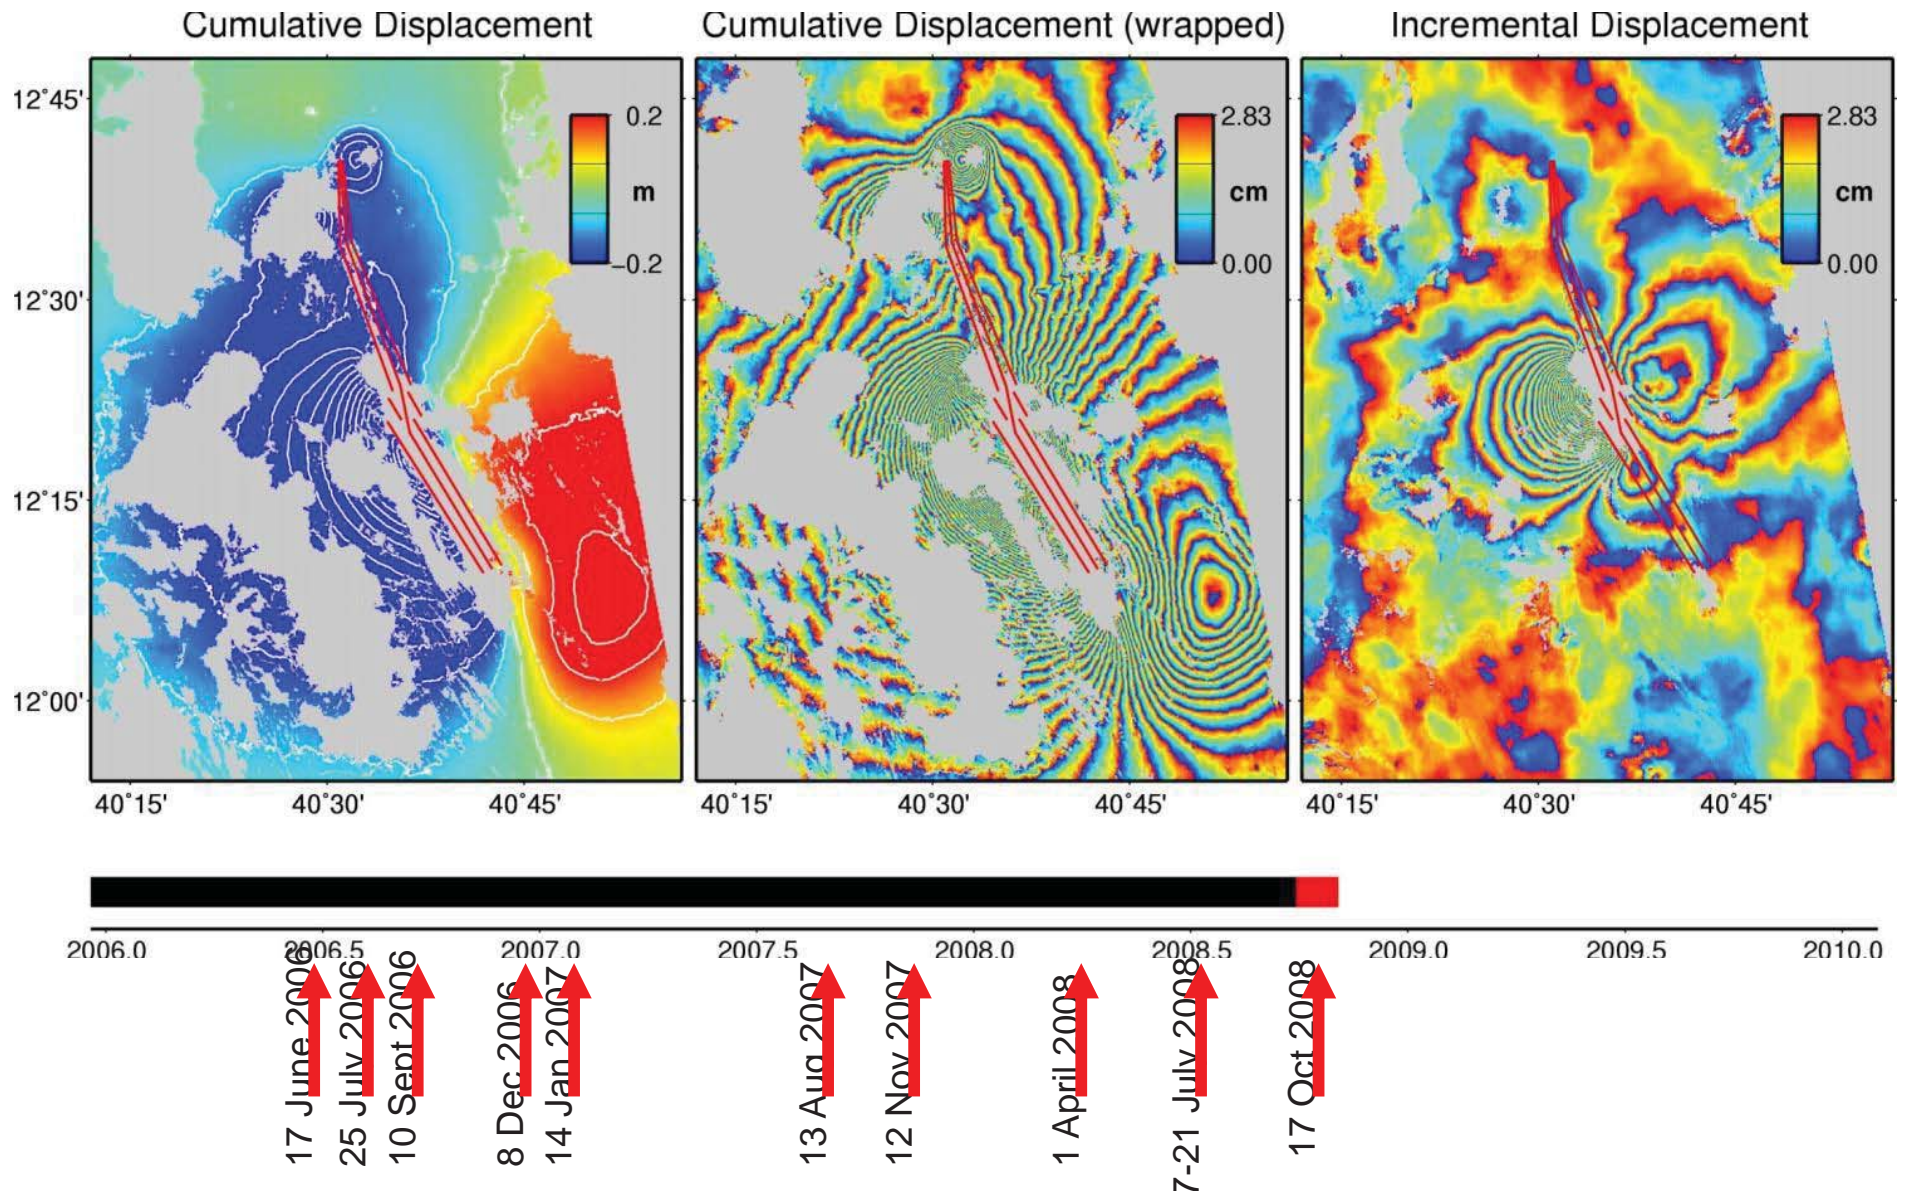 Cumulative Displacement
Cumulative Displacement (wrapped)
Incremental Displacement
12°45'
12°30'
12°15'
12°00'
0.2
m
−0.2
2.83
cm
0.00
2.83
cm
0.00
40°15'
40°30'
40°45'
40°15'
40°30'
40°45'
40°15'
40°30'
40°45'
2006.0
2006.5
2007.0
2007.5
2008.0
2008.5
2009.0
2009.5
2010.0
17 June 2006
25 July 2006
10 Sept 2006
8 Dec 2006
14 Jan 2007
13 Aug 2007
12 Nov 2007
1 April 2008
7-21 July 2008
17 Oct 2008